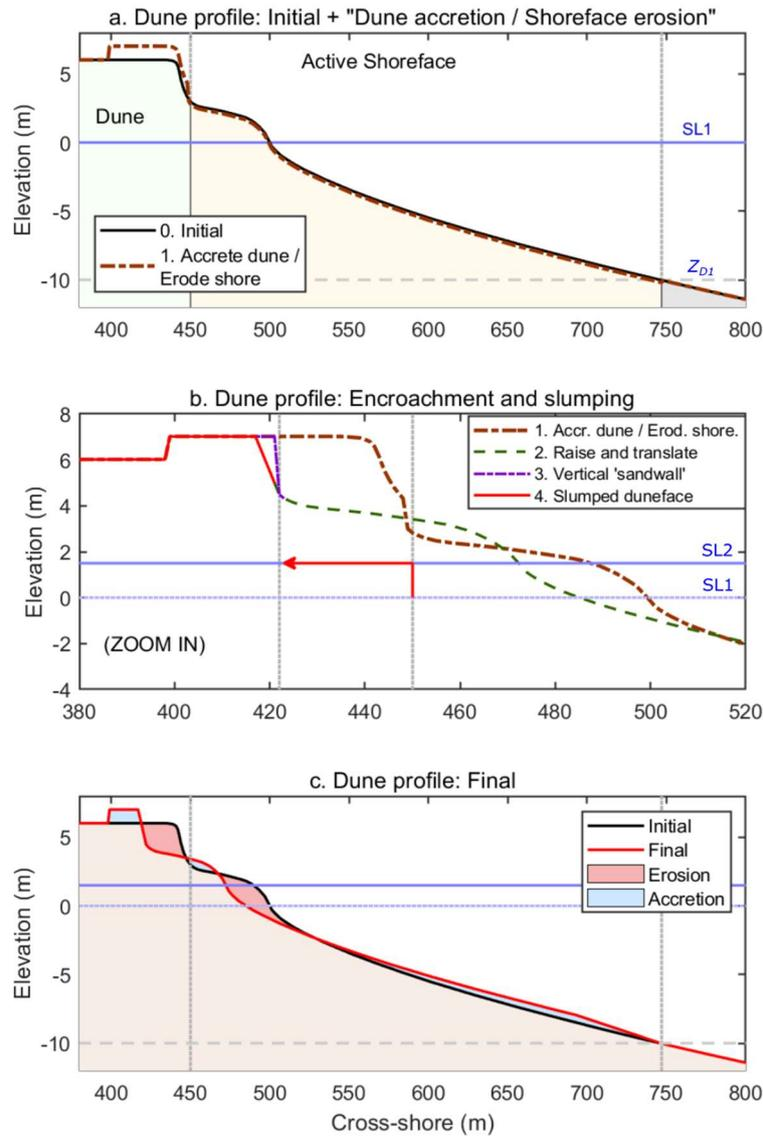 a. Dune profile: Initial + "Dune accretion / Shoreface erosion"
Active Shoreface
5
Dune
SL1
0
Elevation (m)
-5
0. Initial
1. Accrete dune /
Erode shore
Z_D1
-10
400 450 500 550 600 650 700 750 800
b. Dune profile: Encroachment and slumping
8
1. Accr. dune / Erod. shore.
2. Raise and translate
3. Vertical 'sandwall'
4. Slumped duneface
6
4
Elevation (m)
2
SL2
SL1
0
-2
(ZOOM IN)
-4
380 400 420 440 460 480 500 520
c. Dune profile: Final
Initial
Final
Erosion
Accretion
5
0
Elevation (m)
-5
-10
400 450 500 550 600 650 700 750 800
Cross-shore (m)